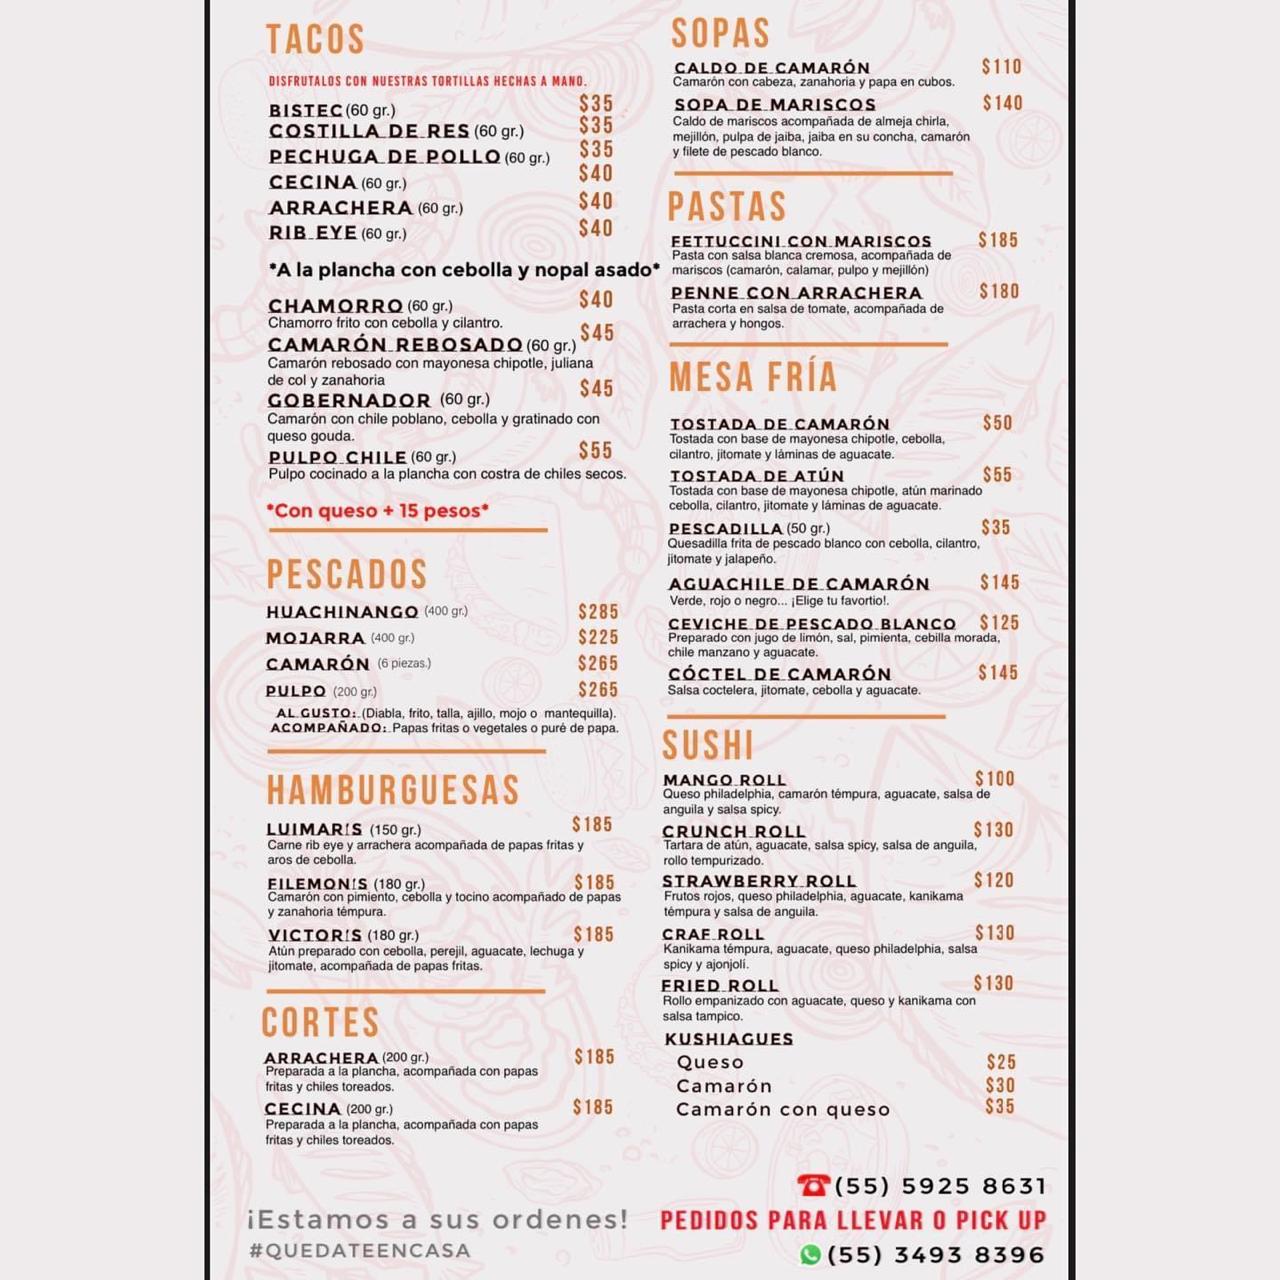 TACOS
DISFRUTALOS CON NUESTRAS TORTILLAS HECHAS A MANO.
BISTEC (60 gr.) $35
COSTILLA DE RES (60 gr.) $35
PECHUGA DE POLLO (60 gr.) $35
CECINA (60 gr.) $40
ARRACHERA (60 gr.) $40
RIB EYE (60 gr.) $40
*A la plancha con cebolla y nopal asado*
CHAMORRO (60 gr.) $40
Chamorro frito con cebolla y cilantro.
CAMARÓN REBOSADO (60 gr.) $45
Camarón rebosado con mayonesa chipotle, juliana
de col y zanahoria
GOBERNADOR (60 gr.) $45
Camarón con chile poblano, cebolla y gratinado con
queso gouda.
PULPO CHILE (60 gr.) $55
Pulpo cocinado a la plancha con costra de chiles secos.
*Con queso + 15 pesos*
PESCADOS
HUACHINANGO (400 gr.) $285
MOJARRA (400 gr.) $225
CAMARÓN (6 piezas.) $265
PULPO (200 gr.) $265
AL GUSTO: (Diabla, frito, talla, ajillo, mojo o mantequilla).
ACOMPAÑADO: Papas fritas o vegetales o puré de papa.
HAMBURGUESAS
LUIMARI'S (150 gr.) $185
Carne rib eye y arrachera acompañada de papas fritas y
aros de cebolla.
FILEMON'S (180 gr.) $185
Camarón con pimiento, cebolla y tocino acompañado de papas
y zanahoria témpura.
VICTOR'S (180 gr.) $185
Atún preparado con cebolla, perejil, aguacate, lechuga y
jitomate, acompañada de papas fritas.
CORTES
ARRACHERA (200 gr.) $185
Preparada a la plancha, acompañada con papas
fritas y chiles toreados.
CECINA (200 gr.) $185
Preparada a la plancha, acompañada con papas
fritas y chiles toreados.
¡Estamos a sus ordenes!
#QUEDATEENCASA
SOPAS
CALDO DE CAMARÓN $110
Camarón con cabeza, zanahoria y papa en cubos.
SOPA DE MARISCOS $140
Caldo de mariscos acompañada de almeja chirla,
mejillón, pulpa de jaiba, jaiba en su concha, camarón
y filete de pescado blanco.
PASTAS
FETTUCCINI CON MARISCOS $185
Pasta con salsa blanca cremosa, acompañada de
mariscos (camarón, calamar, pulpo y mejillón)
PENNE CON ARRACHERA $180
Pasta corta en salsa de tomate, acompañada de
arrachera y hongos.
MESA FRÍA
TOSTADA DE CAMARÓN $50
Tostada con base de mayonesa chipotle, cebolla,
cilantro, jitomate y láminas de aguacate.
TOSTADA DE ATÚN $55
Tostada con base de mayonesa chipotle, atún marinado
cebolla, cilantro, jitomate y láminas de aguacate.
PESCADILLA (50 gr.) $35
Quesadilla frita de pescado blanco con cebolla, cilantro,
jitomate y jalapeño.
AGUACHILE DE CAMARÓN $145
Verde, rojo o negro... ¡Elige tu favortio!.
CEVICHE DE PESCADO BLANCO $125
Preparado con jugo de limón, sal, pimienta, cebilla morada,
chile manzano y aguacate.
CÓCTEL DE CAMARÓN $145
Salsa coctelera, jitomate, cebolla y aguacate.
SUSHI
MANGO ROLL $100
Queso philadelphia, camarón témpura, aguacate, salsa de
anguila y salsa spicy.
CRUNCH ROLL $130
Tartara de atún, aguacate, salsa spicy, salsa de anguila,
rollo tempurizado.
STRAWBERRY ROLL $120
Frutos rojos, queso philadelphia, aguacate, kanikama
témpura y salsa de anguila.
CRAF ROLL $130
Kanikama témpura, aguacate, queso philadelphia, salsa
spicy y ajonjolí.
FRIED ROLL $130
Rollo empanizado con aguacate, queso y kanikama con
salsa tampico.
KUSHIAGUES
Queso $25
Camarón $30
Camarón con queso $35
(55) 5925 8631
PEDIDOS PARA LLEVAR O PICK UP
(55) 3493 8396